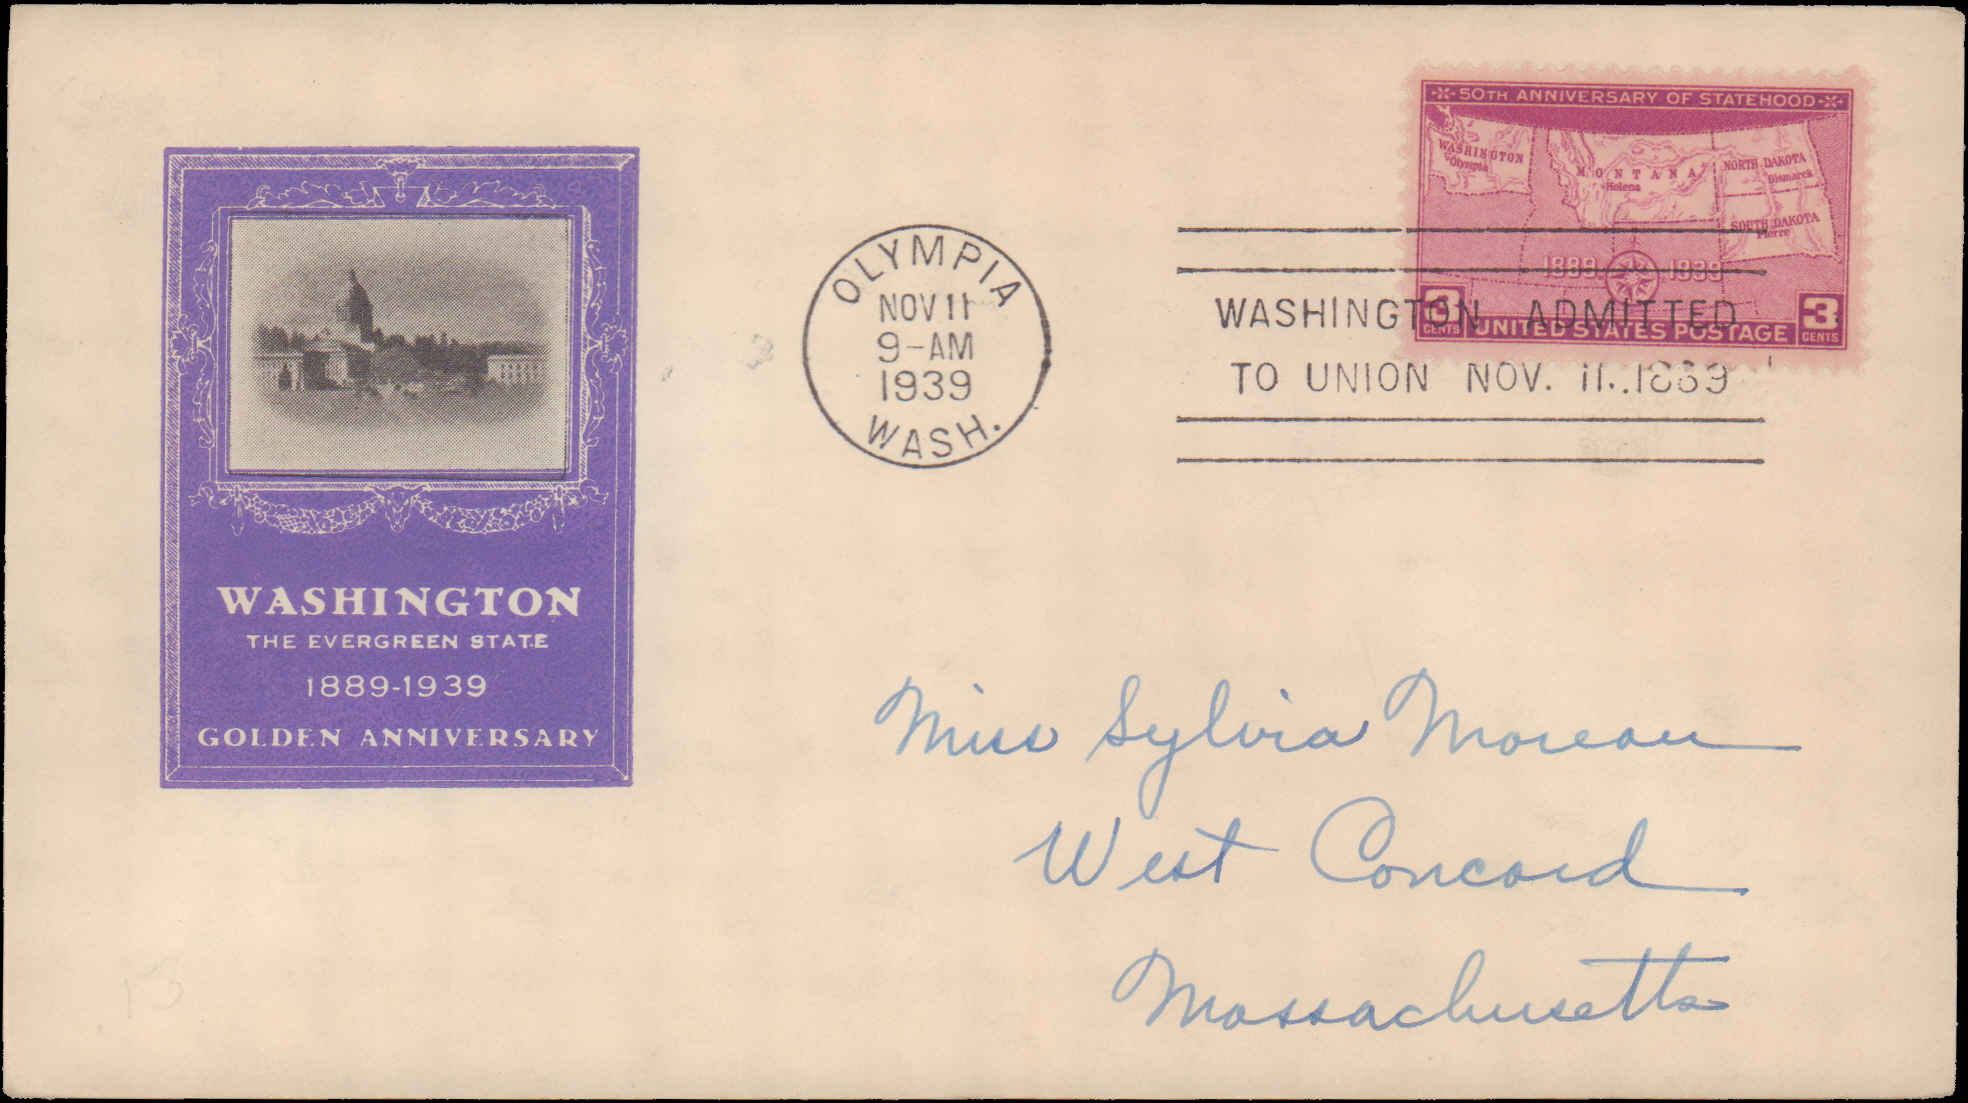 50TH ANNIVERSARY OF STATEHOOD
WASHINGTON
Olympia
MONTANA
Helena
NORTH DAKOTA
Bismarck
SOUTH DAKOTA
Pierre
1889 1939
3 CENTS
UNITED STATES POSTAGE
3 CENTS
OLYMPIA
NOV 11
9-AM
1939
WASH.
WASHINGTON ADMITTED
TO UNION NOV. 11, 1889
WASHINGTON
THE EVERGREEN STATE
1889-1939
GOLDEN ANNIVERSARY
Miss Sylvia Moreau
West Concord
Massachusetts